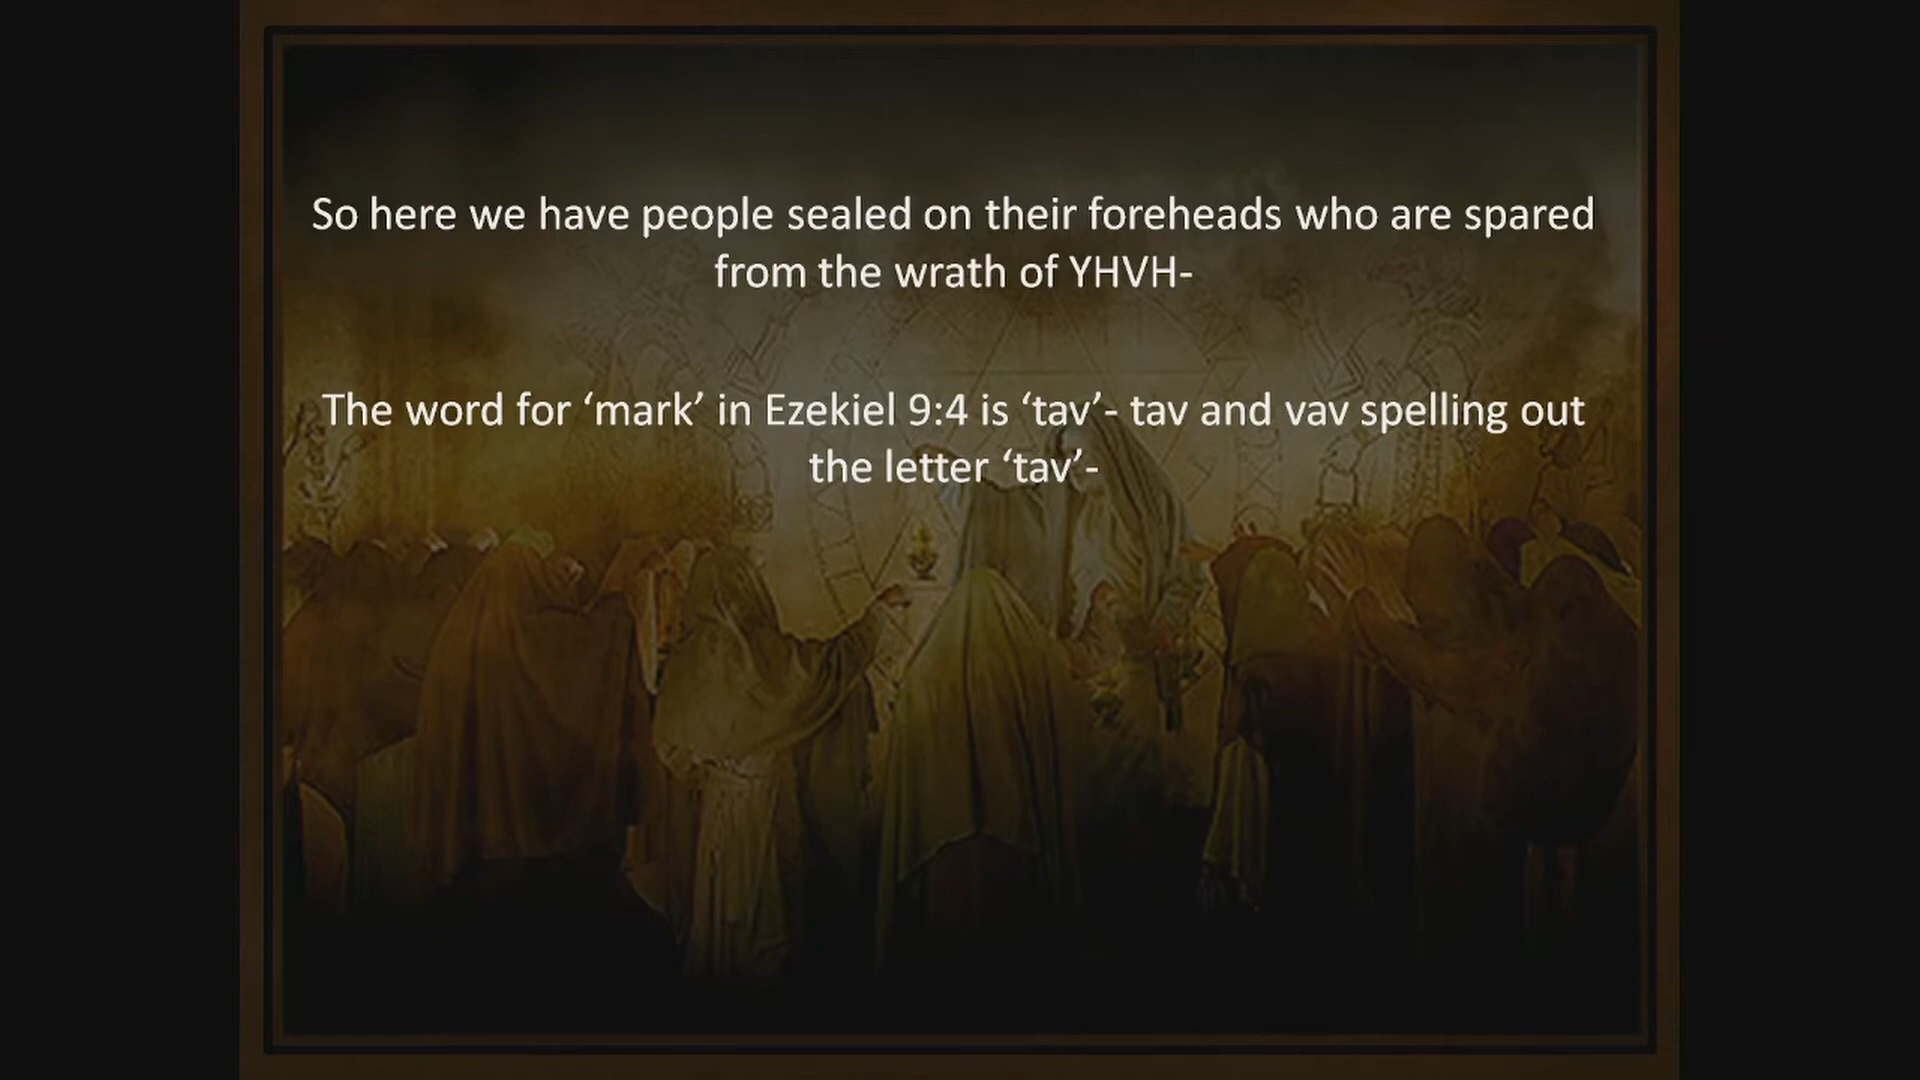 So here we have people sealed on their foreheads who are spared
from the wrath of YHVH-
The word for ‘mark’ in Ezekiel 9:4 is ‘tav’- tav and vav spelling out
the letter ‘tav’-